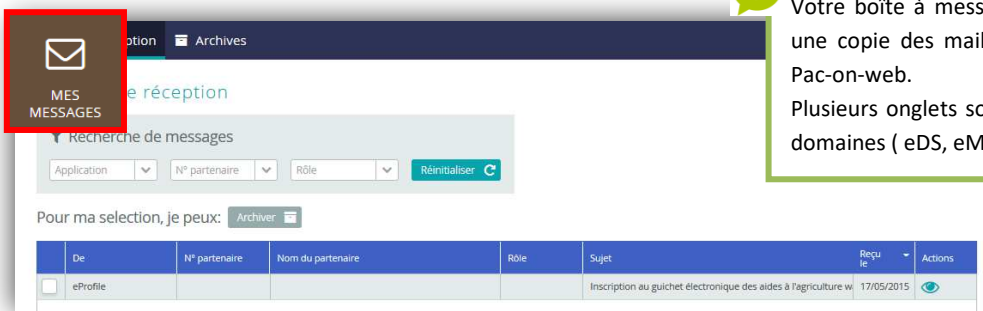 ption Archives
MES
MESSAGES
e réception
Recherche de messages
Application N° partenaire Rôle Réinitialiser
Pour ma selection, je peux: Archiver
De N° partenaire Nom du partenaire Rôle Sujet Reçu le Actions
eProfile Inscription au guichet électronique des aides à l'agriculture w 17/05/2015
Votre boîte à mess
une copie des mail
Pac-on-web.
Plusieurs onglets so
domaines ( eDS, eM